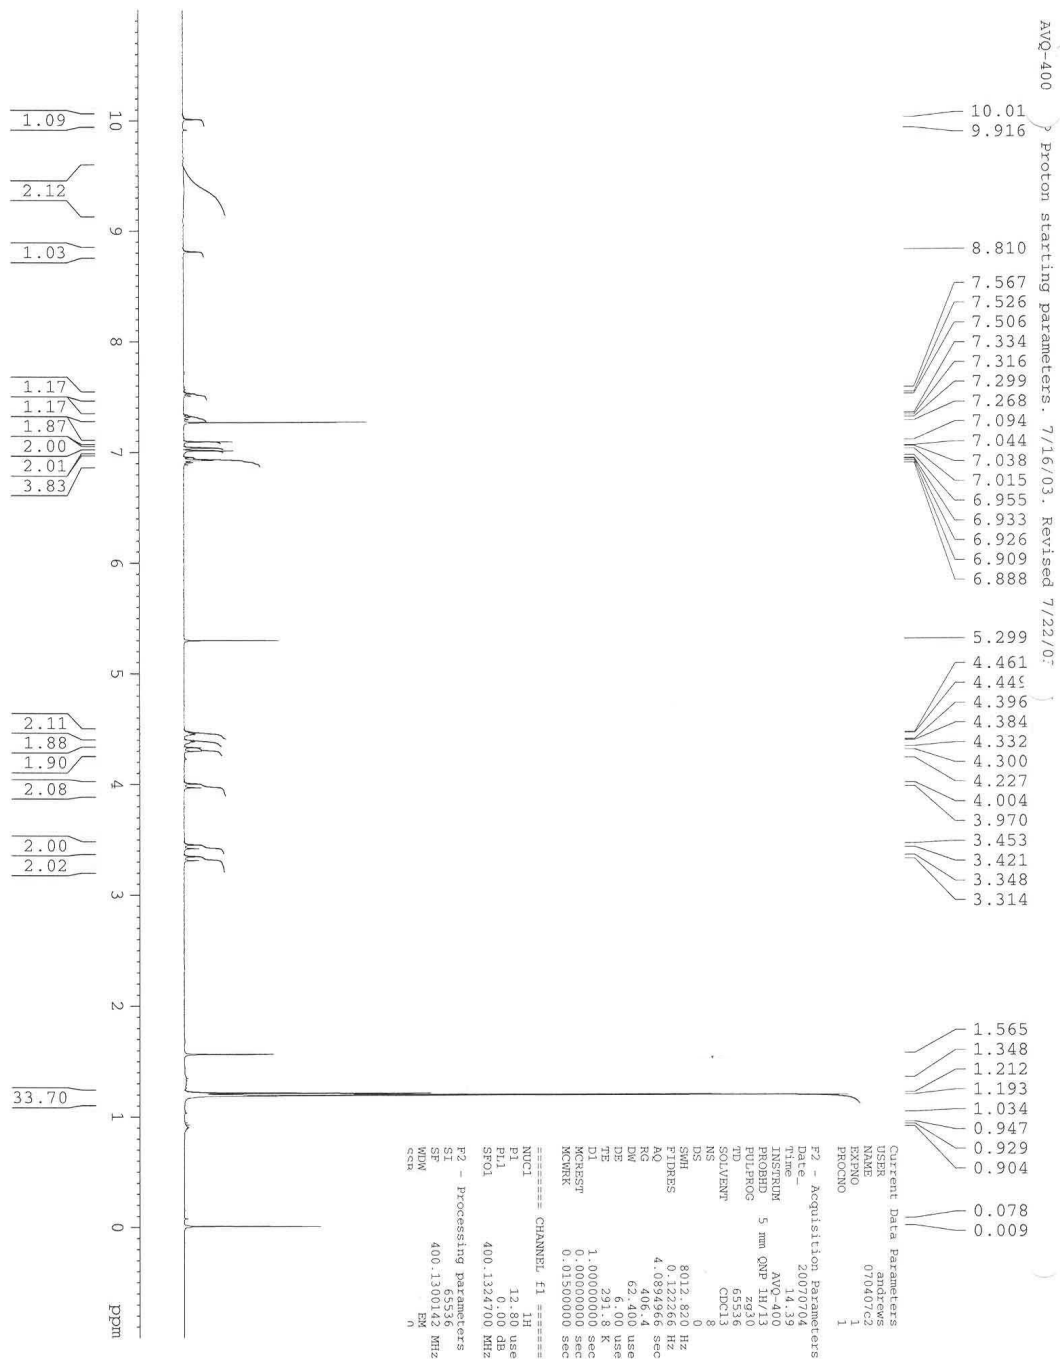 AVQ-400 Proton starting parameters. 7/16/03. Revised 7/22/0
10.01
9.916
8.810
7.567
7.526
7.506
7.334
7.316
7.299
7.268
7.094
7.044
7.038
7.015
6.955
6.933
6.926
6.909
6.888
5.299
4.461
4.449
4.396
4.384
4.332
4.300
4.227
4.004
3.970
3.453
3.421
3.348
3.314
1.565
1.348
1.212
1.193
1.034
0.947
0.929
0.904
0.078
0.009
Current Data Parameters
USER andrews
NAME 070407c2
EXPNO 1
PROCNO 1
F2 - Acquisition Parameters
Date_ 20070704
Time 14.39
INSTRUM AVQ-400
PROBHD 5 mm QNP 1H/13
PULPROG zg30
TD 65536
SOLVENT CDCl3
NS 8
DS 0
SWH 8012.820 Hz
FIDRES 0.122266 Hz
AQ 4.0894966 sec
RG 406.4
DW 62.400 use
DE 6.00 use
TE 291.8 K
D1 1.00000000 sec
MCREST 0.00000000 sec
MCWRK 0.01500000 sec
======== CHANNEL f1 ========
NUC1 1H
P1 12.80 use
PL1 0.00 dB
SFO1 400.1324700 MHz
F2 - Processing parameters
SI 65536
SF 400.1300142 MHz
WDW EM
SSB 0
10 9 8 7 6 5 4 3 2 1 0 ppm
1.09
2.12
1.03
1.17
1.17
1.87
2.00
2.01
3.83
2.11
1.88
1.90
2.08
2.00
2.02
33.70